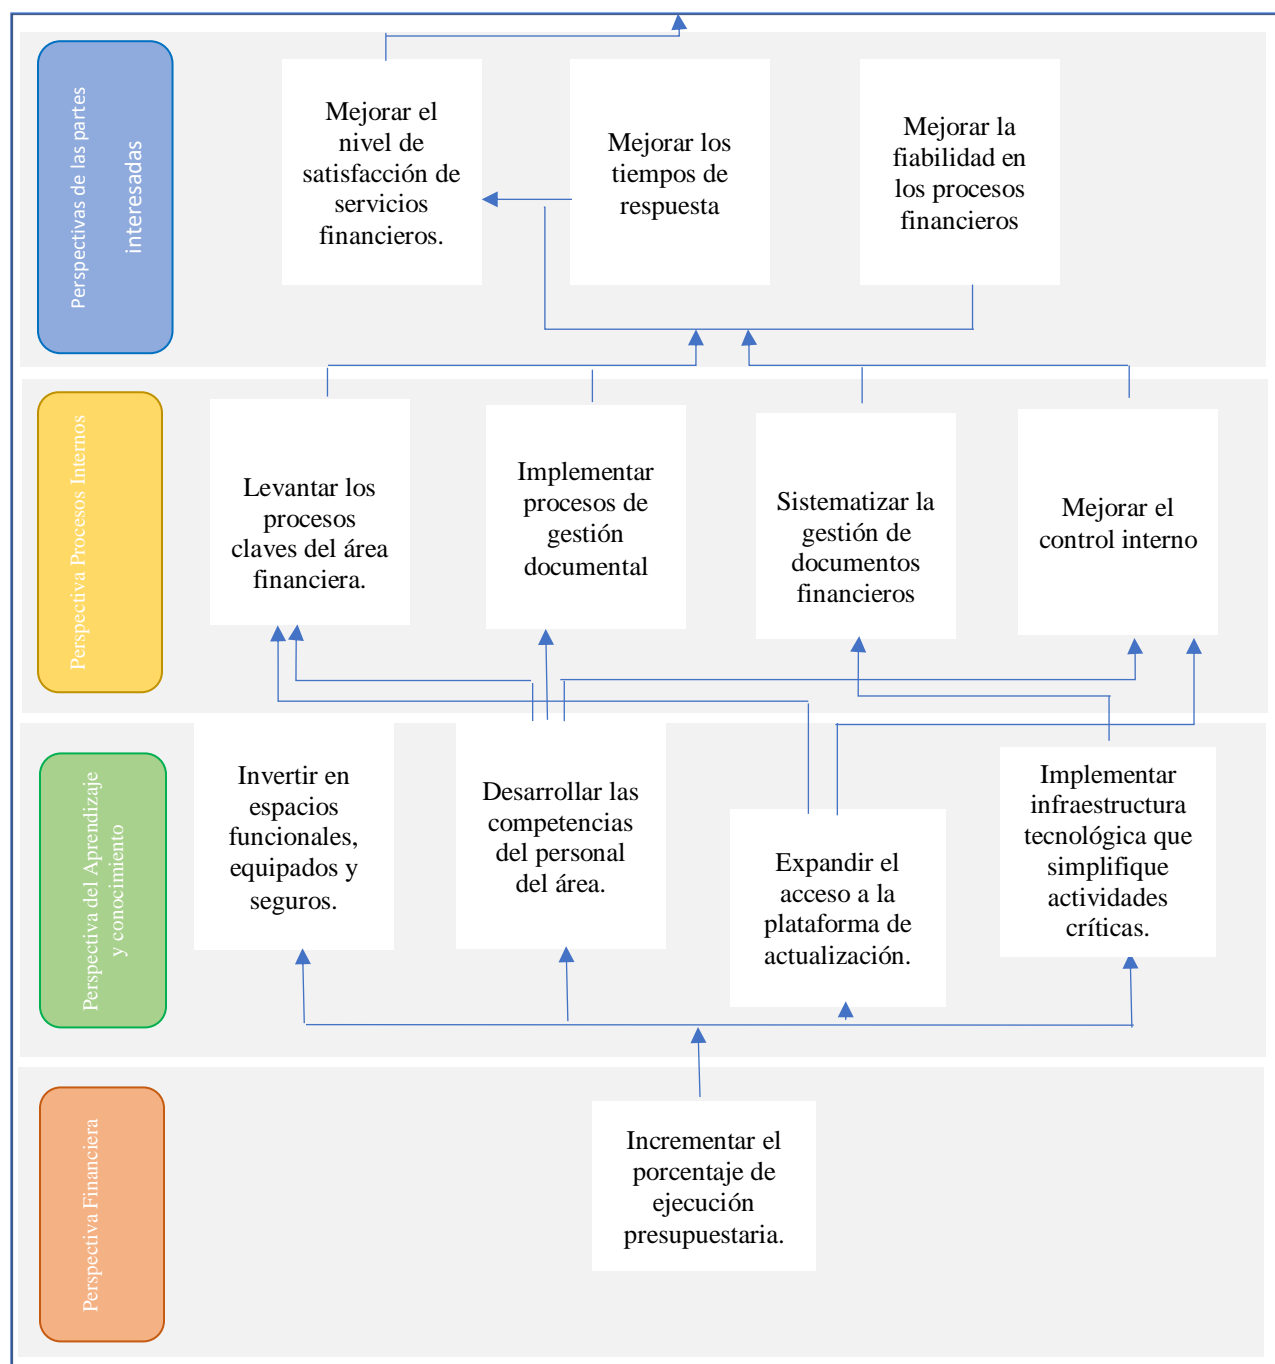 Perspectivas de las partes
interesadas
Mejorar el
nivel de
satisfacción de
servicios
financieros.
Mejorar los
tiempos de
respuesta
Mejorar la
fiabilidad en
los procesos
financieros
Perspectiva Procesos Internos
Levantar los
procesos
claves del área
financiera.
Implementar
procesos de
gestión
documental
Sistematizar la
gestión de
documentos
financieros
Mejorar el
control interno
Perspectiva del Aprendizaje
y conocimiento
Invertir en
espacios
funcionales,
equipados y
seguros.
Desarrollar las
competencias
del personal
del área.
Expandir el
acceso a la
plataforma de
actualización.
Implementar
infraestructura
tecnológica que
simplifique
actividades
críticas.
Perspectiva Financiera
Incrementar el
porcentaje de
ejecución
presupuestaria.